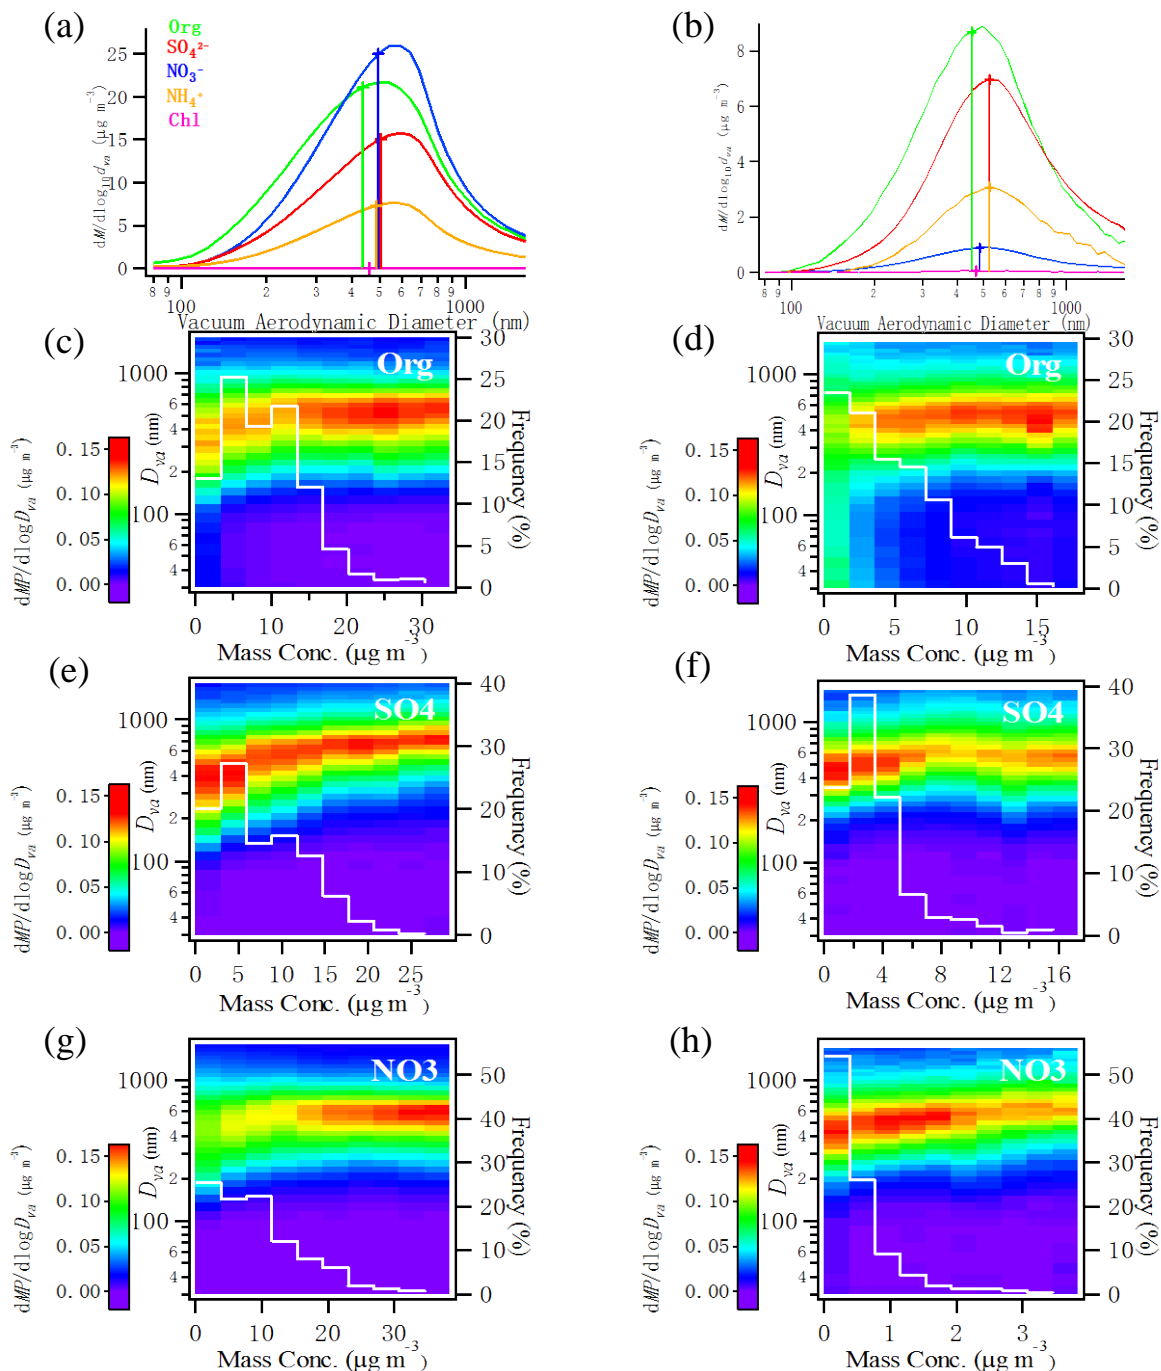 (a)
Org
SO₄²⁻
NO₃⁻
NH₄⁺
Chl
25
20
15
10
5
0
dM/dlog₁₀dva (μg m⁻³)
8 9 2 3 4 5 6 7 8 9
100 1000
Vacuum Aerodynamic Diameter (nm)
(b)
8
6
4
2
0
dM/dlog₁₀dva (μg m⁻³)
8 9 2 3 4 5 6 7 8 9
100 1000
Vacuum Aerodynamic Diameter (nm)
(c)
Org
0.15
0.10
0.05
0.00
dMP/dlogDva (μg m⁻³)
1000
6
4
2
100
6
4
Dva (nm)
30
25
20
15
10
5
0
Frequency (%)
0 10 20 30
Mass Conc. (μg m⁻³)
(d)
Org
0.15
0.10
0.05
0.00
dMP/dlogDva (μg m⁻³)
1000
6
4
2
100
6
4
Dva (nm)
30
25
20
15
10
5
0
Frequency (%)
0 5 10 15
Mass Conc. (μg m⁻³)
(e)
SO4
0.15
0.10
0.05
0.00
dMP/dlogDva (μg m⁻³)
1000
6
4
2
100
6
4
Dva (nm)
40
30
20
10
0
Frequency (%)
0 5 10 15 20 25
Mass Conc. (μg m⁻³)
(f)
SO4
0.15
0.10
0.05
0.00
dMP/dlogDva (μg m⁻³)
1000
6
4
2
100
6
4
Dva (nm)
40
30
20
10
0
Frequency (%)
0 4 8 12 16
Mass Conc. (μg m⁻³)
(g)
NO3
0.15
0.10
0.05
0.00
dMP/dlogDva (μg m⁻³)
1000
6
4
2
100
6
4
Dva (nm)
50
40
30
20
10
0
Frequency (%)
0 10 20 30
Mass Conc. (μg m⁻³)
(h)
NO3
0.15
0.10
0.05
0.00
dMP/dlogDva (μg m⁻³)
1000
6
4
2
100
6
4
Dva (nm)
50
40
30
20
10
0
Frequency (%)
0 1 2 3
Mass Conc. (μg m⁻³)